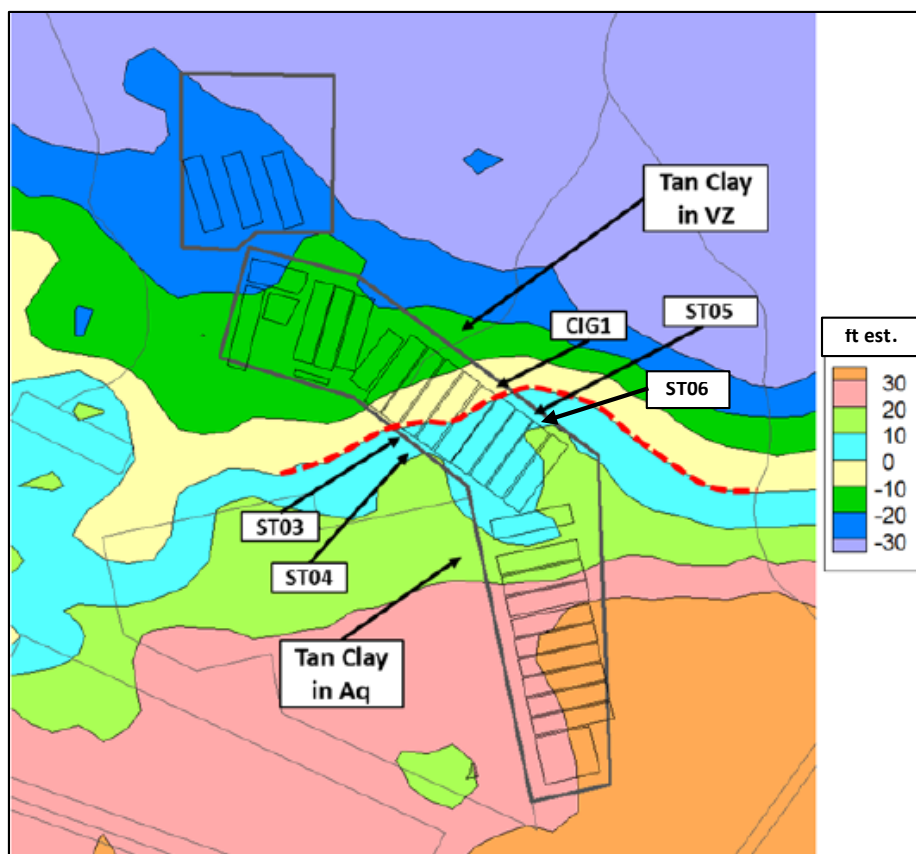 Tan Clay
in VZ
CIG1
ST05
ST06
ft est.
30
20
10
0
-10
-20
-30
ST03
ST04
Tan Clay
in Aq